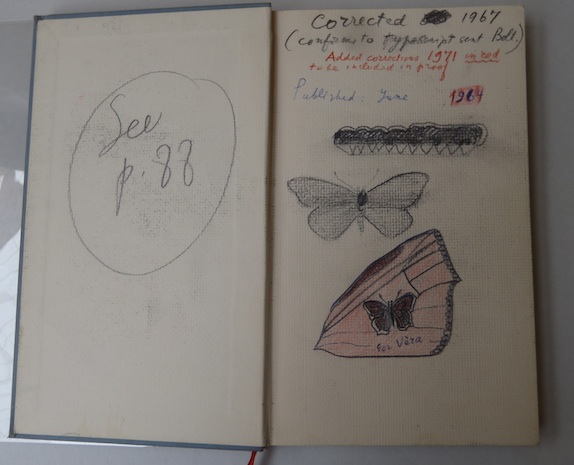 See
p. 88
Corrected 1967
(conforms to typescript sent Bell)
Added corrections 1971 in red
to be included in proof
Published: June 1964
For Véra